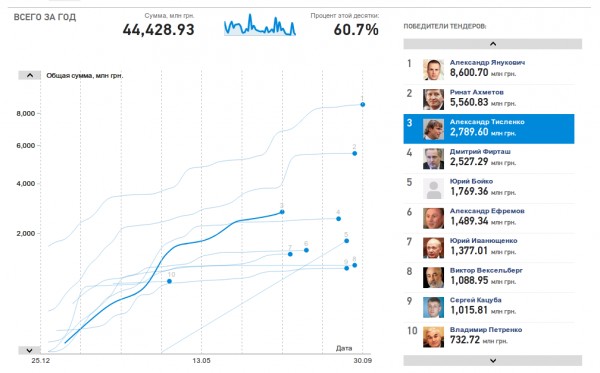 ВСЕГО ЗА ГОД
Сумма, млн грн.
44,428.93
Процент этой десятки:
60.7%
ПОБЕДИТЕЛИ ТЕНДЕРОВ:
Общая сумма, млн грн.
8,000
6,000
4,000
2,000
1
2
3
4
5
6
7
8
9
10
Дата
25.12
13.05
30.09
1 Александр Янукович
8,600.70 млн грн.
2 Ринат Ахметов
5,560.83 млн грн.
3 Александр Тисленко
2,789.60 млн грн.
4 Дмитрий Фирташ
2,527.29 млн грн.
5 Юрий Бойко
1,769.36 млн грн.
6 Александр Ефремов
1,489.34 млн грн.
7 Юрий Иванющенко
1,377.01 млн грн.
8 Виктор Вексельберг
1,088.95 млн грн.
9 Сергей Кацуба
1,015.81 млн грн.
10 Владимир Петренко
732.72 млн грн.